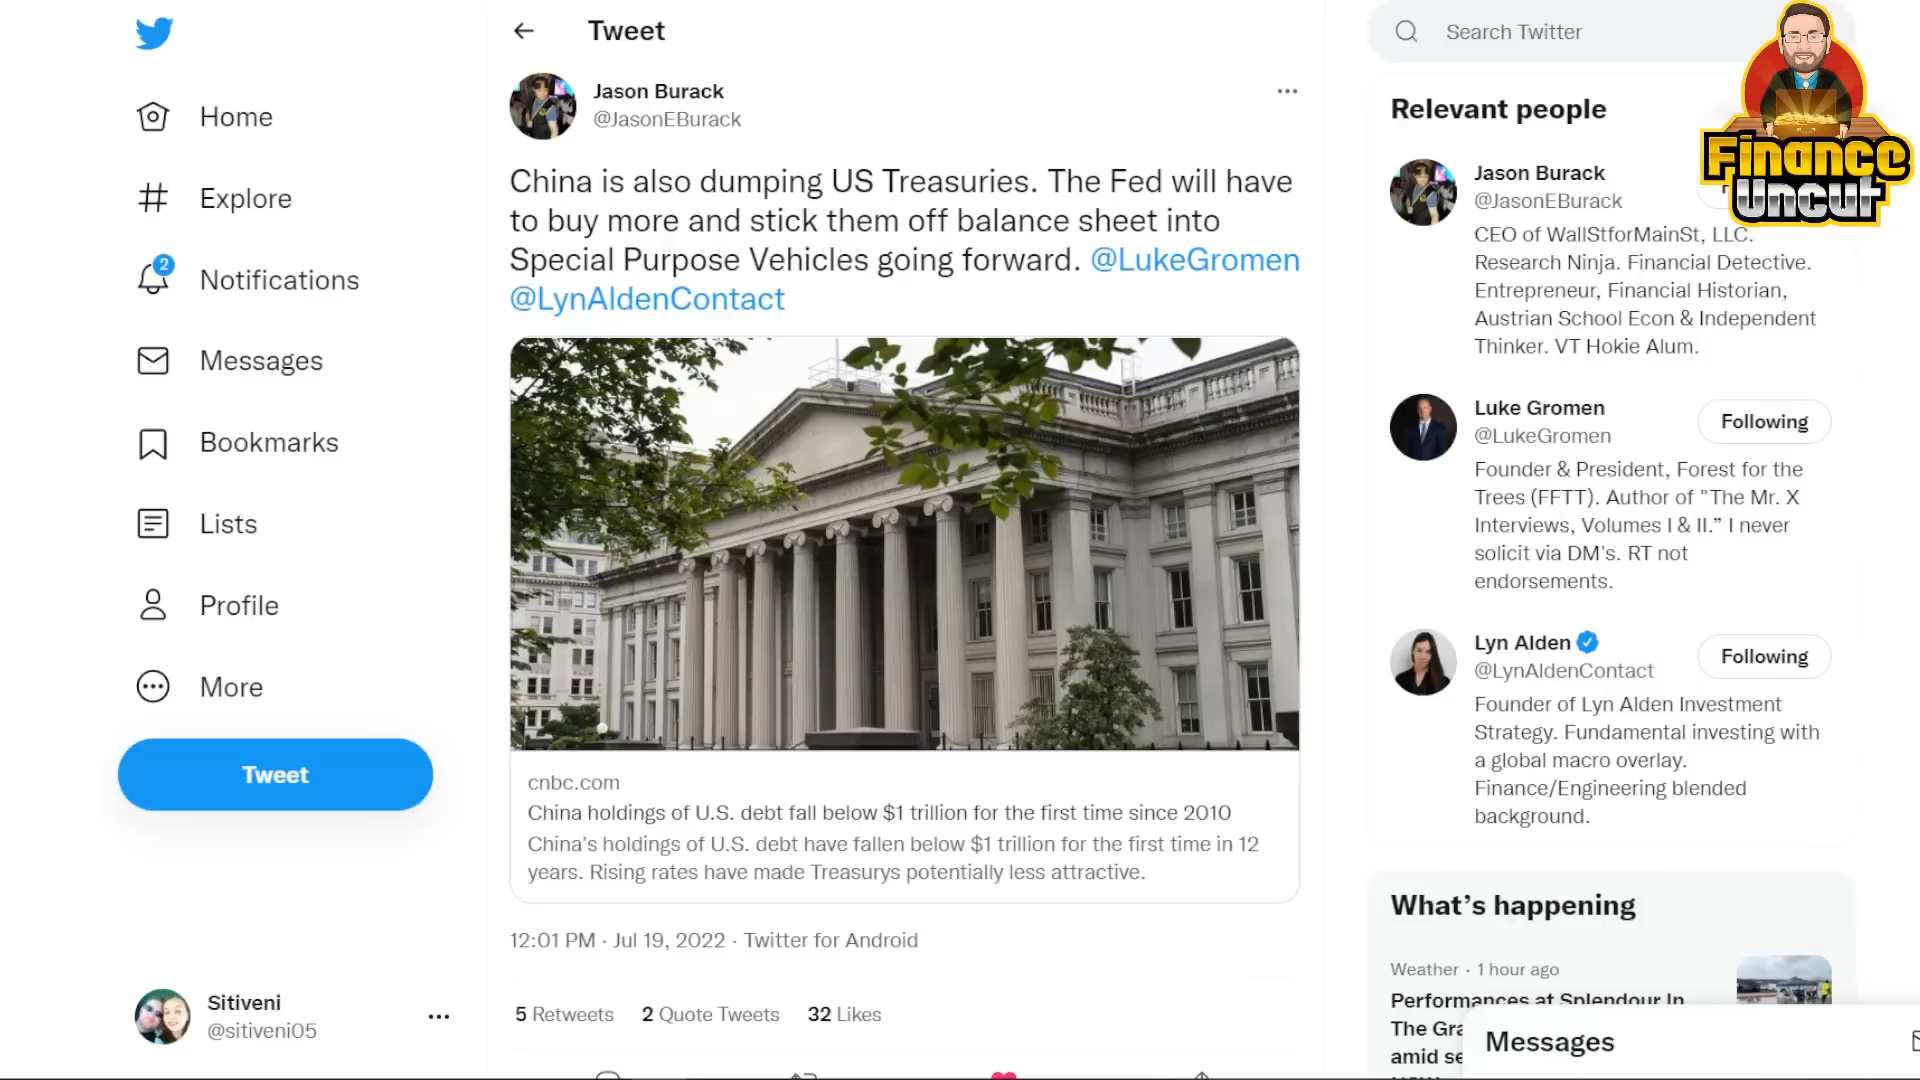 Home
Explore
2
Notifications
Messages
Bookmarks
Lists
Profile
More
Tweet
Sitiveni
@sitiveni05
Tweet
Jason Burack
@JasonEBurack
China is also dumping US Treasuries. The Fed will have
to buy more and stick them off balance sheet into
Special Purpose Vehicles going forward. @LukeGromen
@LynAldenContact
cnbc.com
China holdings of U.S. debt fall below $1 trillion for the first time since 2010
China's holdings of U.S. debt have fallen below $1 trillion for the first time in 12
years. Rising rates have made Treasurys potentially less attractive.
12:01 PM · Jul 19, 2022 · Twitter for Android
5 Retweets 2 Quote Tweets 32 Likes
Search Twitter
Finance
Uncut
Relevant people
Jason Burack
@JasonEBurack
CEO of WallStforMainSt, LLC.
Research Ninja. Financial Detective.
Entrepreneur, Financial Historian,
Austrian School Econ & Independent
Thinker. VT Hokie Alum.
Luke Gromen
@LukeGromen
Following
Founder & President, Forest for the
Trees (FFTT). Author of "The Mr. X
Interviews, Volumes I & II.” I never
solicit via DM's. RT not
endorsements.
Lyn Alden
@LynAldenContact
Following
Founder of Lyn Alden Investment
Strategy. Fundamental investing with
a global macro overlay.
Finance/Engineering blended
background.
What’s happening
Weather · 1 hour ago
Performances at Splendour In
The Gra
amid se
Messages